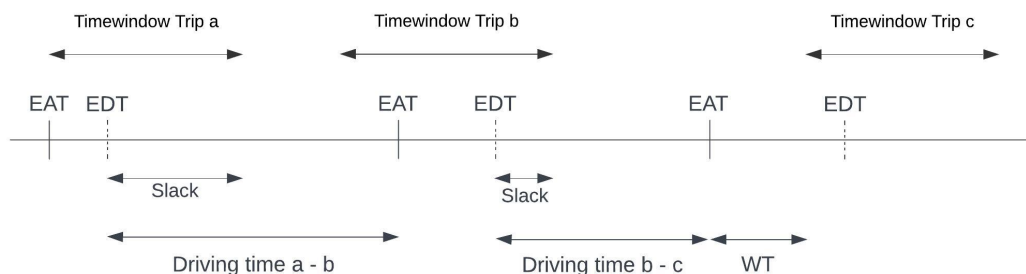 Timewindow Trip a
Timewindow Trip b
Timewindow Trip c
EAT EDT EAT EDT EAT EDT
Slack Slack
Driving time a - b Driving time b - c WT